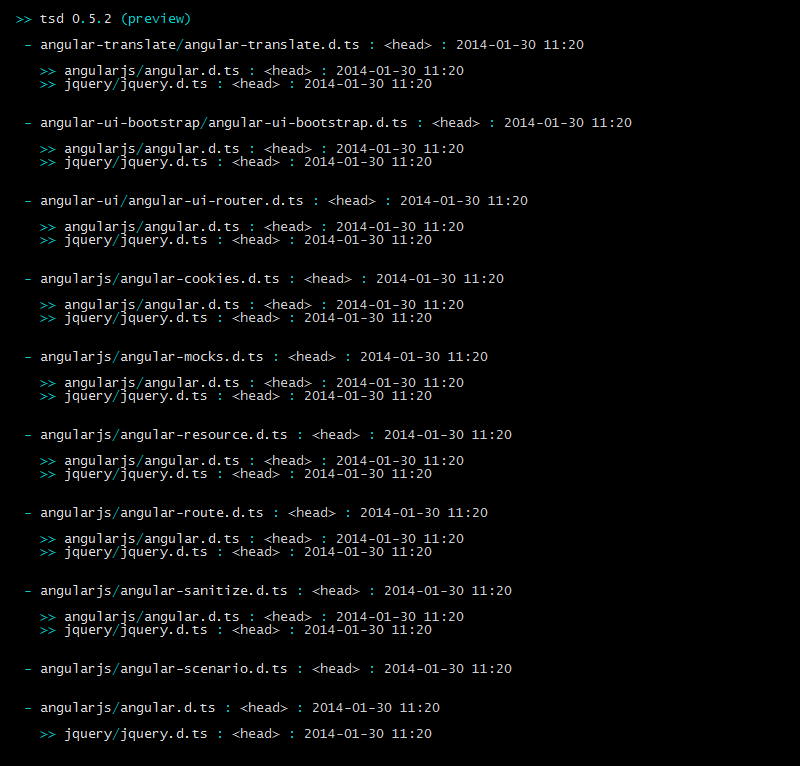 >> tsd 0.5.2 (preview)
- angular-translate/angular-translate.d.ts : <head> : 2014-01-30 11:20
>> angularjs/angular.d.ts : <head> : 2014-01-30 11:20
>> jquery/jquery.d.ts : <head> : 2014-01-30 11:20
- angular-ui-bootstrap/angular-ui-bootstrap.d.ts : <head> : 2014-01-30 11:20
>> angularjs/angular.d.ts : <head> : 2014-01-30 11:20
>> jquery/jquery.d.ts : <head> : 2014-01-30 11:20
- angular-ui/angular-ui-router.d.ts : <head> : 2014-01-30 11:20
>> angularjs/angular.d.ts : <head> : 2014-01-30 11:20
>> jquery/jquery.d.ts : <head> : 2014-01-30 11:20
- angularjs/angular-cookies.d.ts : <head> : 2014-01-30 11:20
>> angularjs/angular.d.ts : <head> : 2014-01-30 11:20
>> jquery/jquery.d.ts : <head> : 2014-01-30 11:20
- angularjs/angular-mocks.d.ts : <head> : 2014-01-30 11:20
>> angularjs/angular.d.ts : <head> : 2014-01-30 11:20
>> jquery/jquery.d.ts : <head> : 2014-01-30 11:20
- angularjs/angular-resource.d.ts : <head> : 2014-01-30 11:20
>> angularjs/angular.d.ts : <head> : 2014-01-30 11:20
>> jquery/jquery.d.ts : <head> : 2014-01-30 11:20
- angularjs/angular-route.d.ts : <head> : 2014-01-30 11:20
>> angularjs/angular.d.ts : <head> : 2014-01-30 11:20
>> jquery/jquery.d.ts : <head> : 2014-01-30 11:20
- angularjs/angular-sanitize.d.ts : <head> : 2014-01-30 11:20
>> angularjs/angular.d.ts : <head> : 2014-01-30 11:20
>> jquery/jquery.d.ts : <head> : 2014-01-30 11:20
- angularjs/angular-scenario.d.ts : <head> : 2014-01-30 11:20
- angularjs/angular.d.ts : <head> : 2014-01-30 11:20
>> jquery/jquery.d.ts : <head> : 2014-01-30 11:20